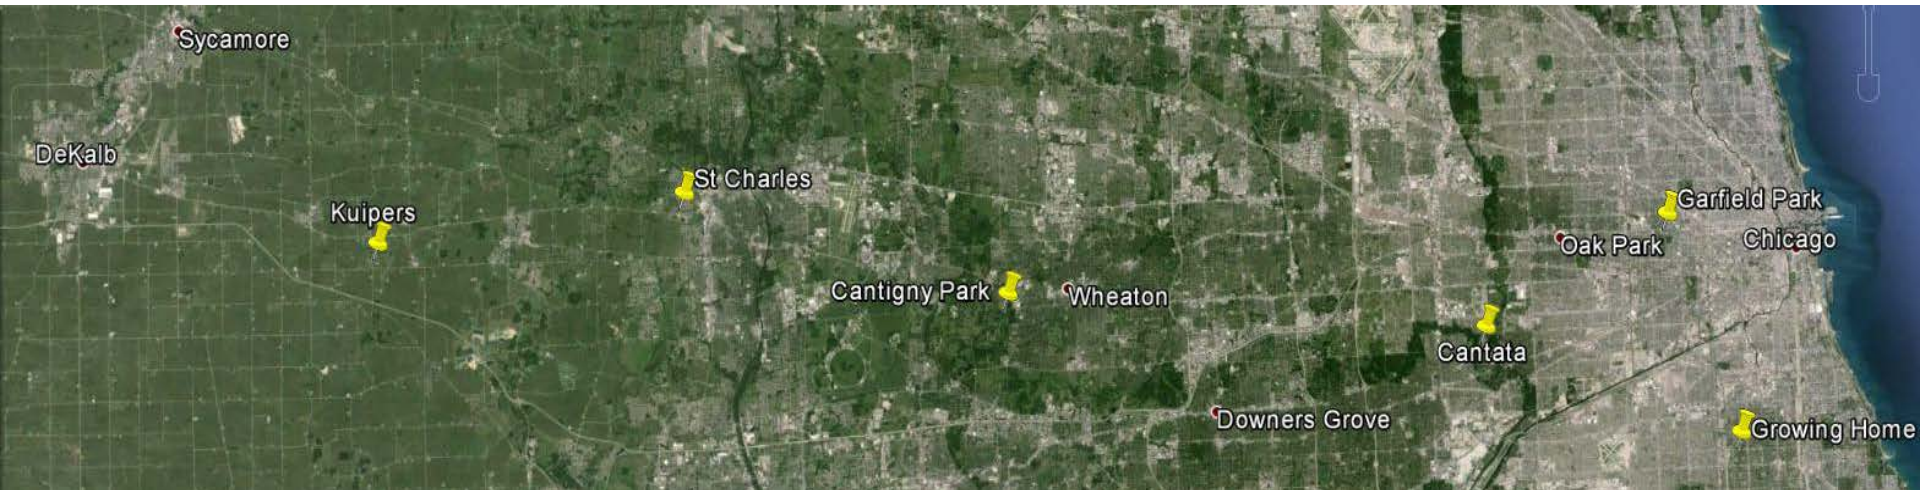 Sycamore
DeKalb
St Charles
Kuipers
Garfield Park
Chicago
Oak Park
Cantigny Park
Wheaton
Cantata
Downers Grove
Growing Home